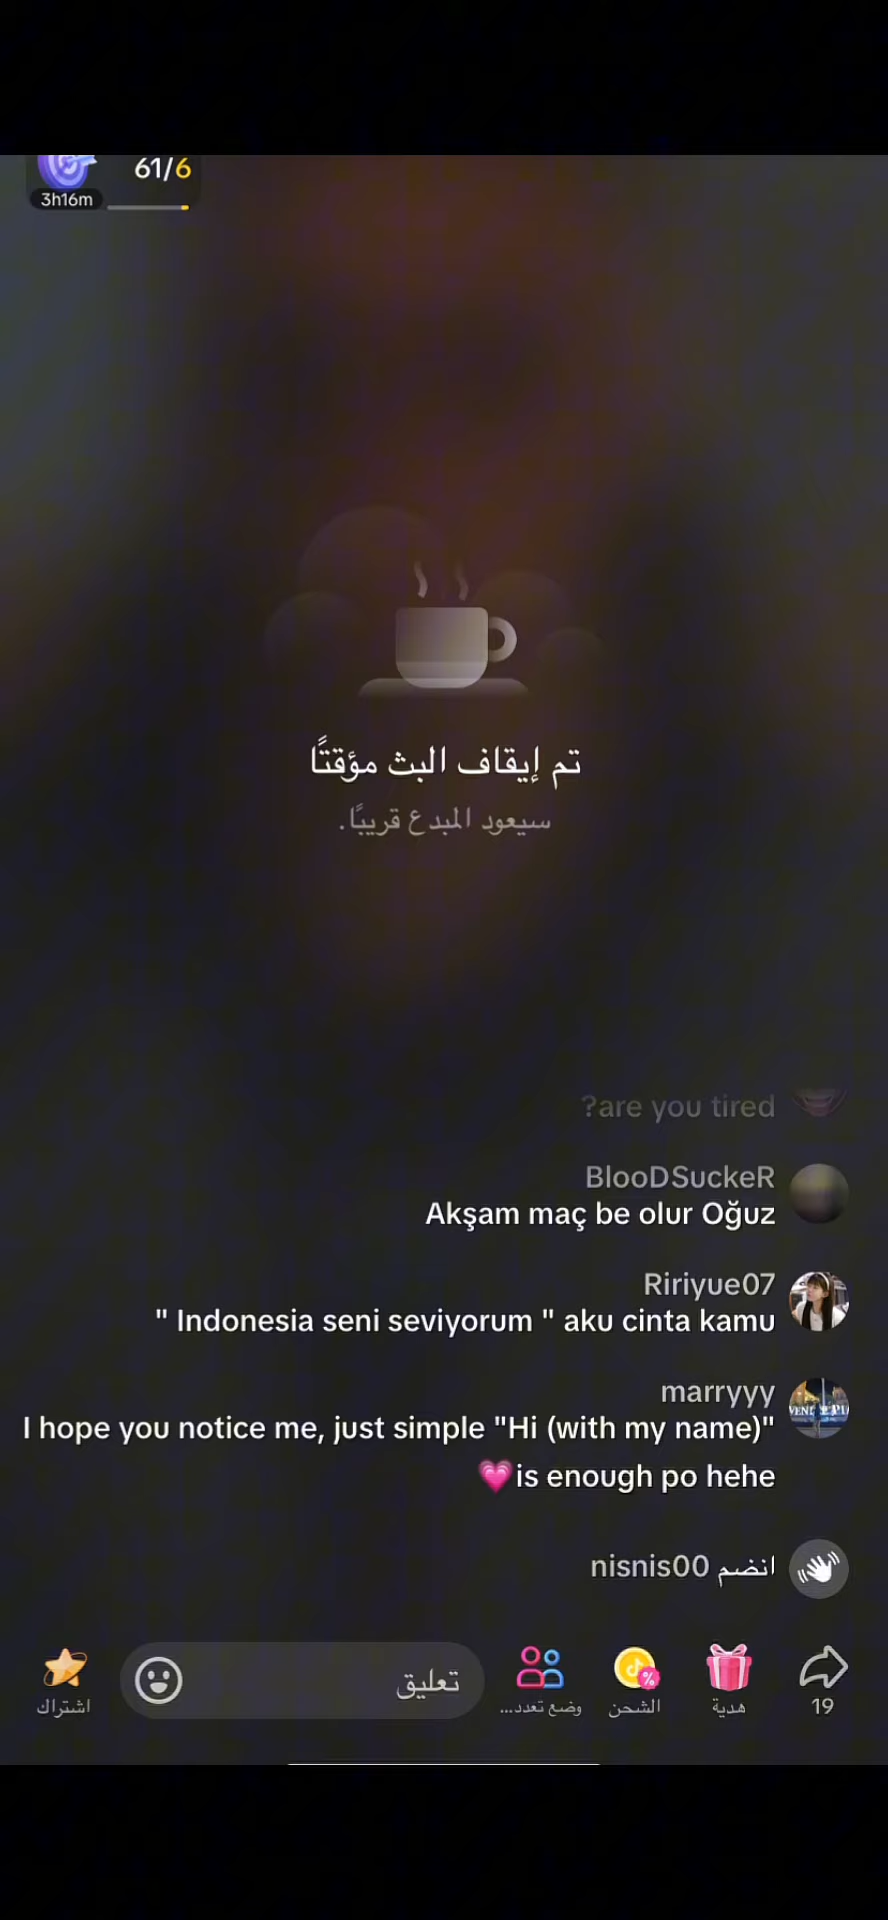 61/6
3h16m
تم إيقاف البث مؤقتًا
سيعود المبدع قريبًا.
are you tired?
BlooDSuckeR
Akşam maç be olur Oğuz
Ririyue07
" Indonesia seni seviyorum " aku cinta kamu
marryyy
I hope you notice me, just simple "Hi (with my name)"
💗is enough po hehe
nisnis00 انضم
تعليق
اشتراك
وضع تعدد...
الشحن
هدية
19